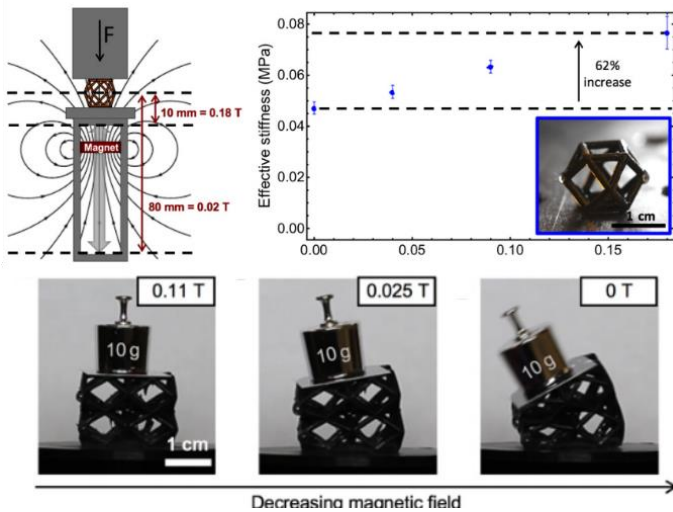 F
10 mm = 0.18 T
Magnet
80 mm = 0.02 T
Effective stiffness (MPa)
0.08
0.06
0.04
0.02
0.00
0.00
0.05
0.10
0.15
62%
increase
1 cm
0.11 T
10 g
1 cm
0.025 T
10 g
0 T
10 g
Decreasing magnetic field